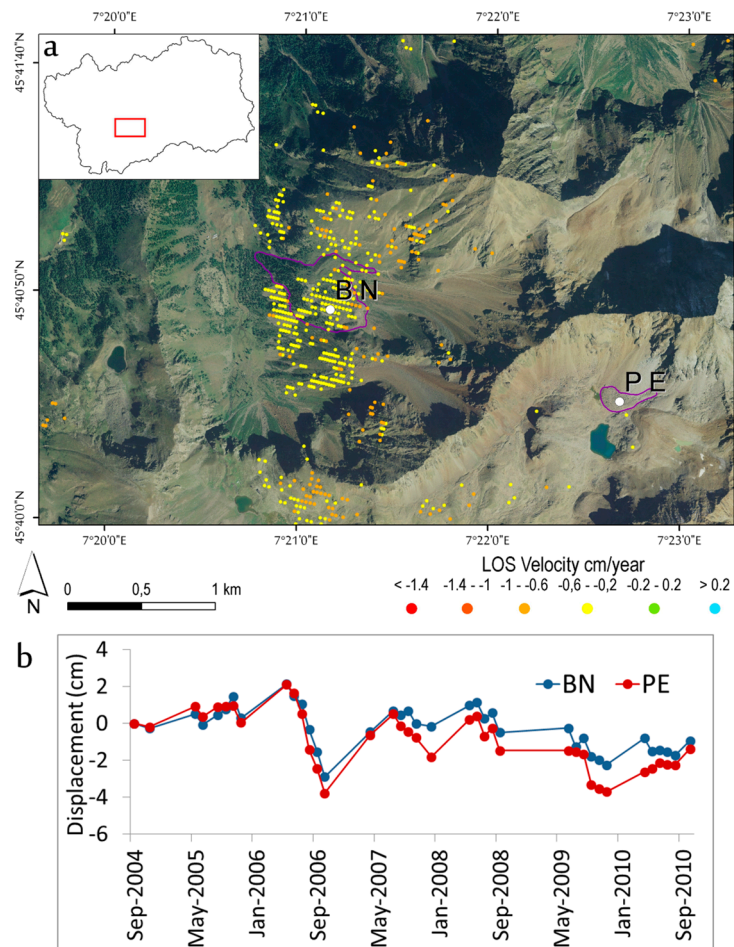 7°20'0"E 7°21'0"E 7°22'0"E 7°23'0"E
a
45°41'40"N
45°40'50"N
B N
P E
45°40'0"N
7°20'0"E 7°21'0"E 7°22'0"E 7°23'0"E
N
0 0,5 1 km
LOS Velocity cm/year
< -1.4 -1.4 - -1 -1 - -0.6 -0,6 - -0,2 -0.2 - 0.2 > 0.2
b
Displacement (cm)
4
2
0
-2
-4
-6
BN PE
Sep-2004 May-2005 Jan-2006 Sep-2006 May-2007 Jan-2008 Sep-2008 May-2009 Jan-2010 Sep-2010